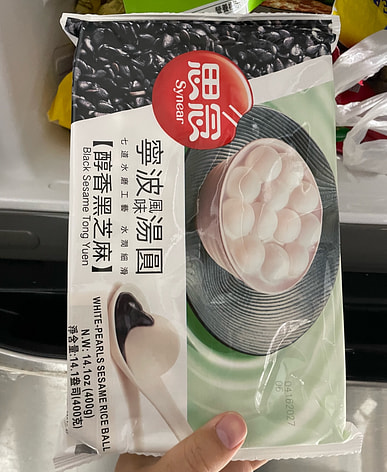 思念
Synear
寧波風味湯圓
七道水磨工藝 水潤細滑
【醇香黑芝麻】
Black Sesame Tong Yuen
WHITE-PEARLS SESAME RICE BALL
N.W: 14.1oz (400g)
淨含量:14.1盎司(400克)
04162027
06